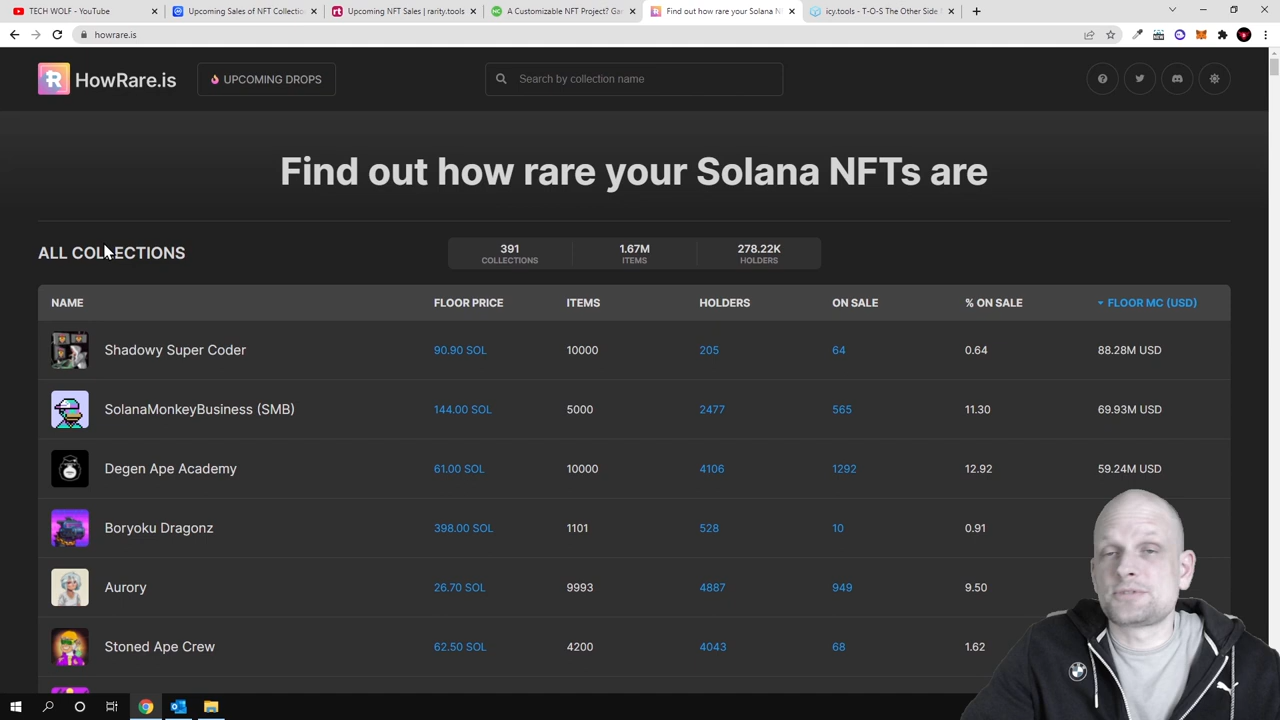 TECH WOLF - YouTube
Upcoming Sales of NFT Collectio
Upcoming NFT Sales | rarity.tools
A Customizable NFT Project? Ga
Find out how rare your Solana NF
icy.tools - T-O-S The Other Side
howrare.is
HowRare.is
UPCOMING DROPS
Search by collection name
Find out how rare your Solana NFTs are
ALL COLLECTIONS
391 1.67M 278.22K
COLLECTIONS ITEMS HOLDERS
NAME FLOOR PRICE ITEMS HOLDERS ON SALE % ON SALE FLOOR MC (USD)
Shadowy Super Coder 90.90 SOL 10000 205 64 0.64 88.28M USD
SolanaMonkeyBusiness (SMB) 144.00 SOL 5000 2477 565 11.30 69.93M USD
Degen Ape Academy 61.00 SOL 10000 4106 1292 12.92 59.24M USD
Boryoku Dragonz 398.00 SOL 1101 528 10 0.91
Aurory 26.70 SOL 9993 4887 949 9.50
Stoned Ape Crew 62.50 SOL 4200 4043 68 1.62